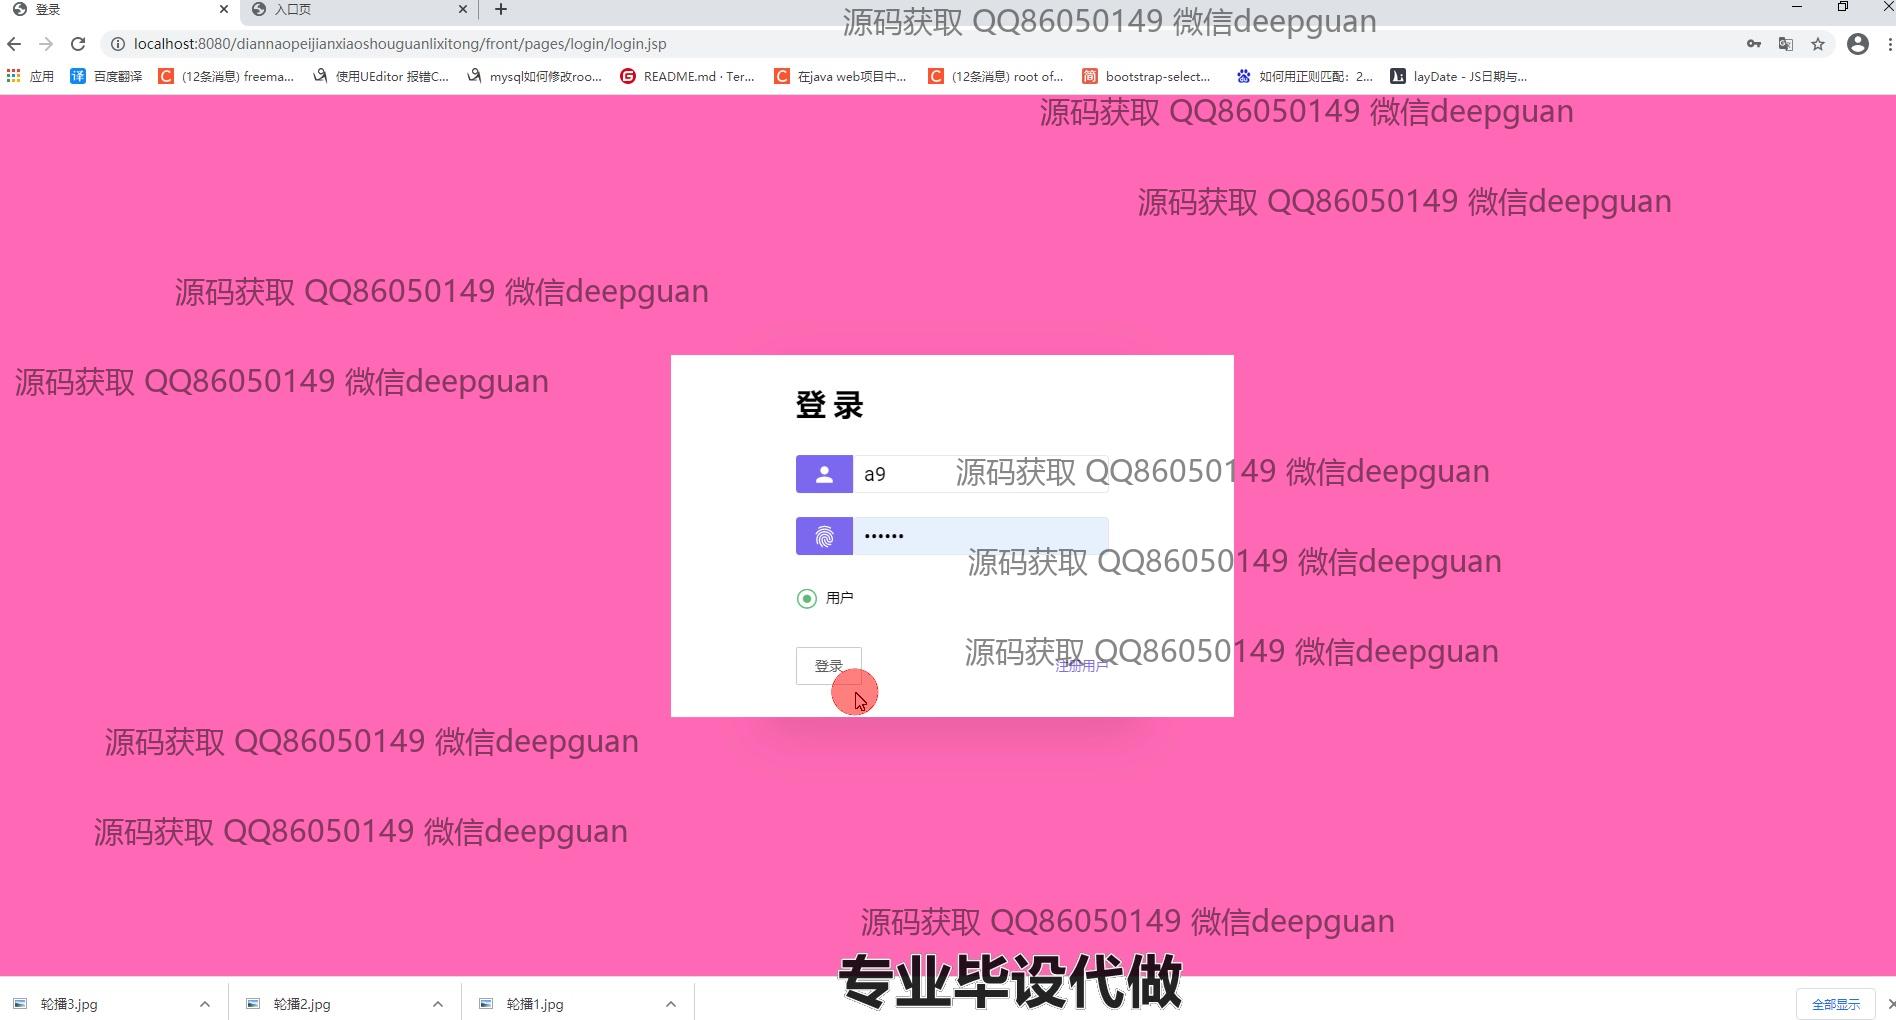 登录
入口页
源码获取 QQ86050149 微信deepguan
localhost:8080/diannaopeijianxiaoshouguanlixitong/front/pages/login/login.jsp
应用
百度翻译
(12条消息) freema...
使用UEditor 报错C...
mysql如何修改roo...
README.md · Ter...
在java web项目中...
(12条消息) root of...
bootstrap-select...
如何用正则匹配：2...
layDate - JS日期与...
源码获取 QQ86050149 微信deepguan
源码获取 QQ86050149 微信deepguan
源码获取 QQ86050149 微信deepguan
源码获取 QQ86050149 微信deepguan
登录
a9
源码获取 QQ86050149 微信deepguan
源码获取 QQ86050149 微信deepguan
用户
源码获取 QQ86050149 微信deepguan
登录
注册用户
源码获取 QQ86050149 微信deepguan
源码获取 QQ86050149 微信deepguan
源码获取 QQ86050149 微信deepguan
专业毕设代做
轮播3.jpg
轮播2.jpg
轮播1.jpg
全部显示